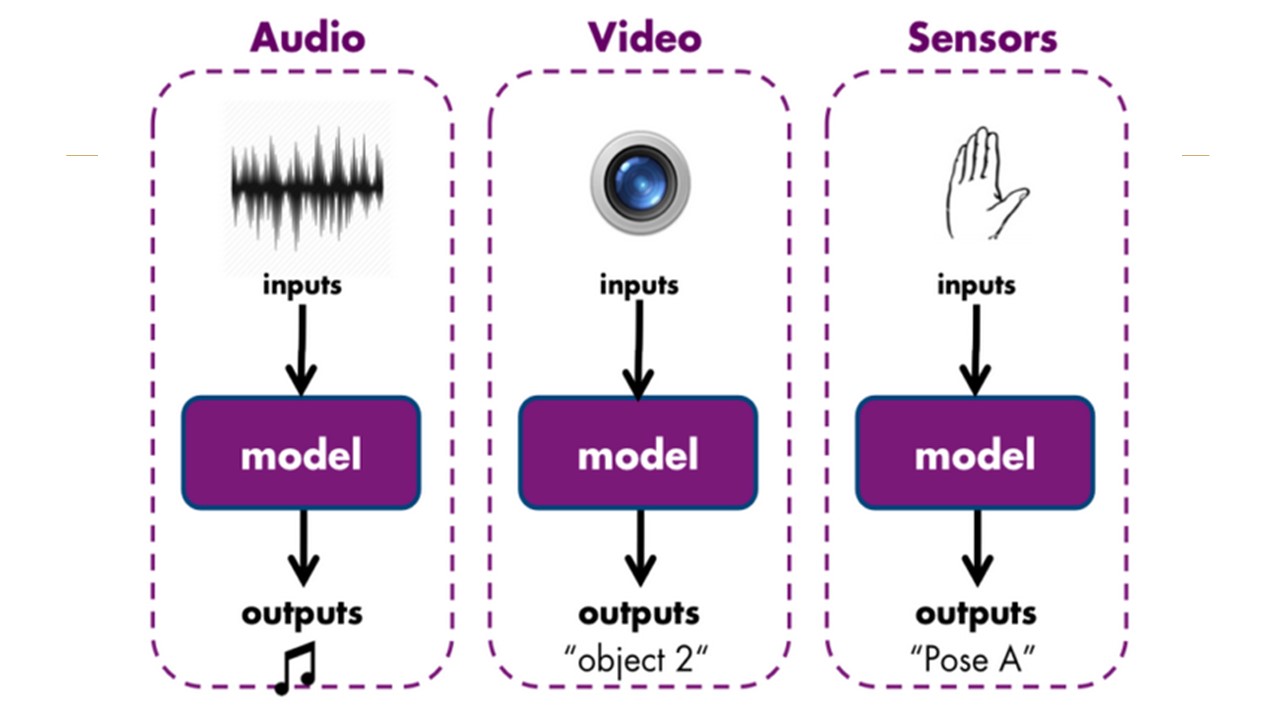 Audio
inputs
model
outputs
Video
inputs
model
outputs
“object 2“
Sensors
inputs
model
outputs
“Pose A”